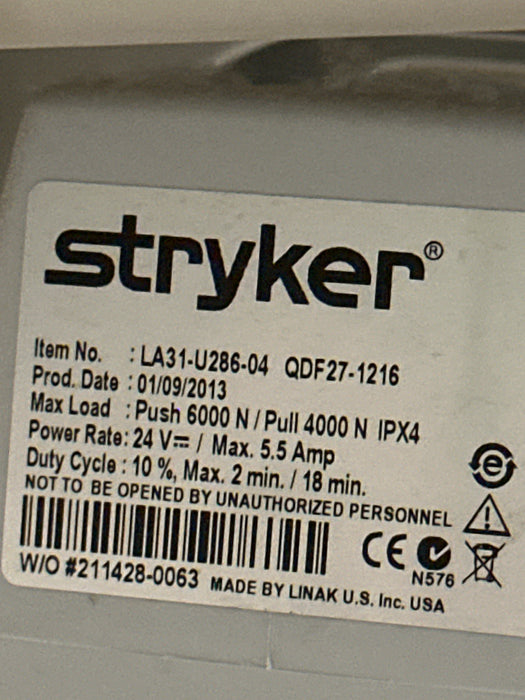 stryker®
Item No. : LA31-U286-04 QDF27-1216
Prod. Date : 01/09/2013
Max Load : Push 6000 N / Pull 4000 N IPX4
Power Rate: 24 V⎓ / Max. 5.5 Amp
Duty Cycle : 10 %, Max. 2 min. / 18 min.
NOT TO BE OPENED BY UNAUTHORIZED PERSONNEL
CE
N576
W/O #211428-0063 MADE BY LINAK U.S. Inc. USA